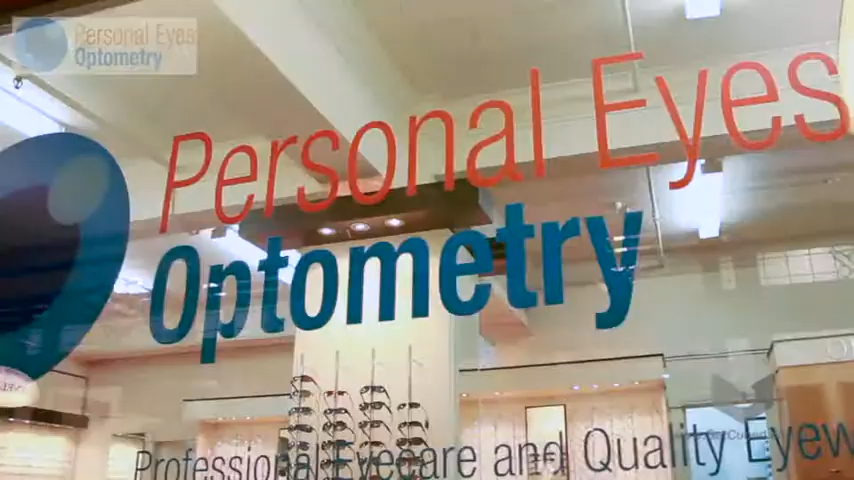 Personal Eyes
Optometry
Personal Eyes
Optometry
Professional Eyecare and Quality Eyew